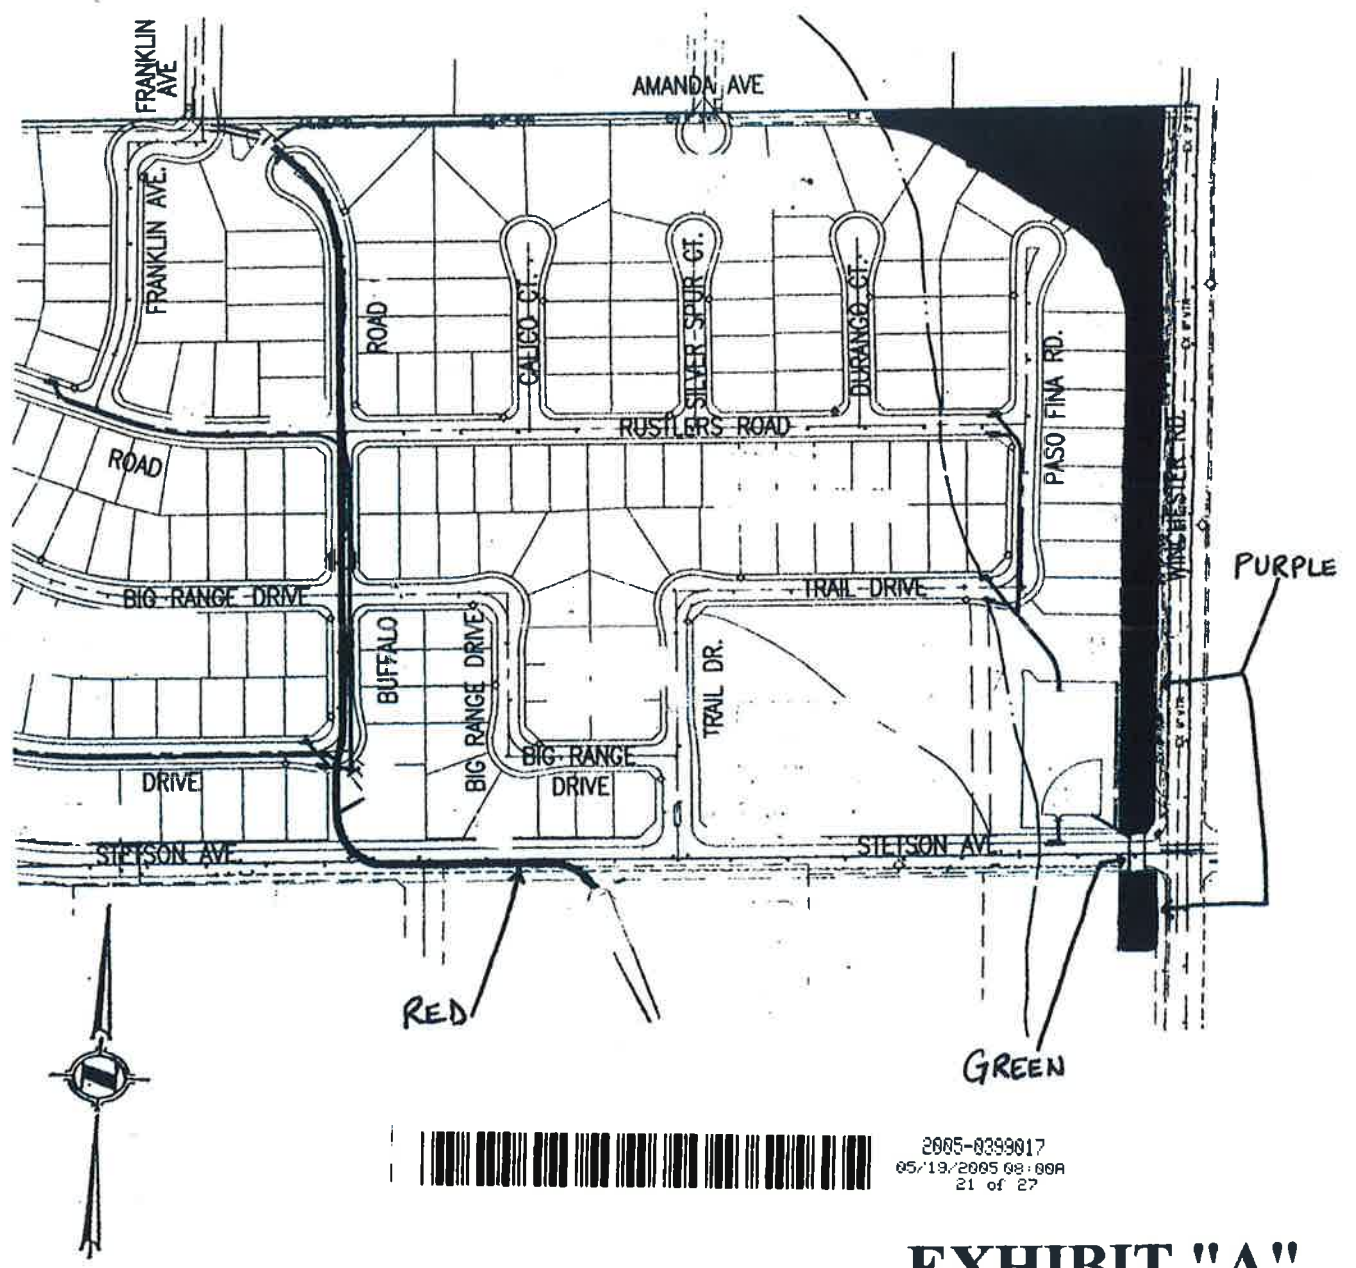 FRANKLIN
AVE
AMANDA AVE
FRANKLIN AVE.
ROAD
CALICO CT.
SILVER SPUR CT.
DURANGO CT.
PASO FINA RD.
WINCHESTER RD.
RUSTLERS ROAD
ROAD
PURPLE
BIG RANGE DRIVE
TRAIL DRIVE
BUFFALO
BIG RANGE DRIVE
TRAIL DR.
BIG RANGE
DRIVE
DRIVE
STETSON AVE.
STETSON AVE.
RED
GREEN
2005-0399017
05/19/2005 08:00A
21 of 27
EXHIBIT "A"